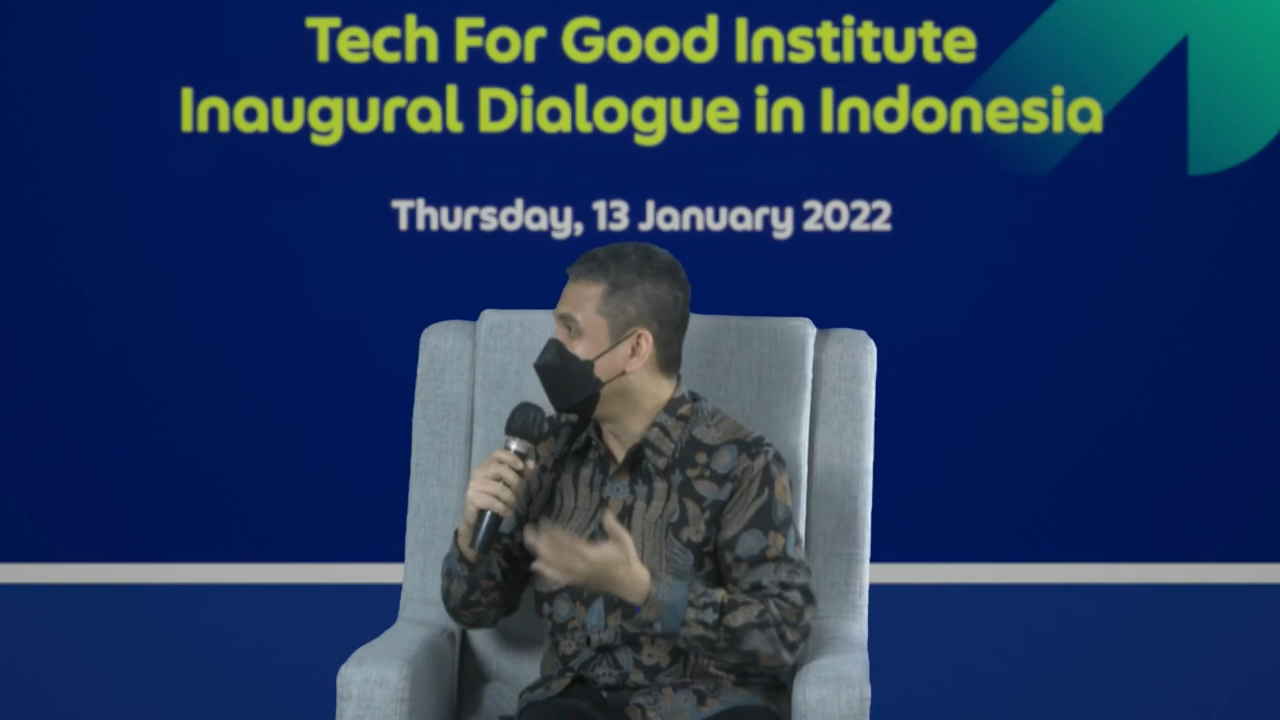 Tech For Good Institute
Inaugural Dialogue in Indonesia
Thursday, 13 January 2022